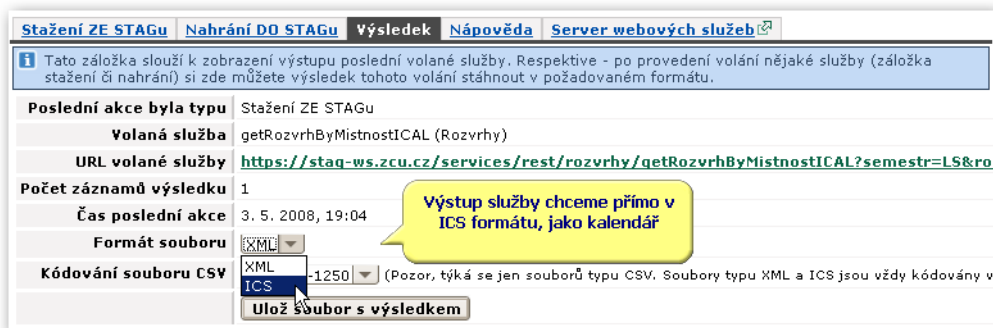 Stažení ZE STAGu Nahrání DO STAGu Výsledek Nápověda Server webových služeb
Tato záložka slouží k zobrazení výstupu poslední volané služby. Respektive - po provedení volání nějaké služby (záložka
stažení či nahrání) si zde můžete výsledek tohoto volání stáhnout v požadovaném formátu.
Poslední akce byla typu Stažení ZE STAGu
Volaná služba getRozvrhByMistnostICAL (Rozvrhy)
URL volané služby https://stag-ws.zcu.cz/services/rest/rozvrhy/getRozvrhByMistnostICAL?semestr=LS&ro
Počet záznamů výsledku 1
Čas poslední akce 3. 5. 2008, 19:04
Výstup služby chceme přímo v
ICS formátu, jako kalendář
Formát souboru XML
XML
ICS
Kódování souboru CSV -1250 (Pozor, týká se jen souborů typu CSV. Soubory typu XML a ICS jsou vždy kódovány v
Ulož soubor s výsledkem